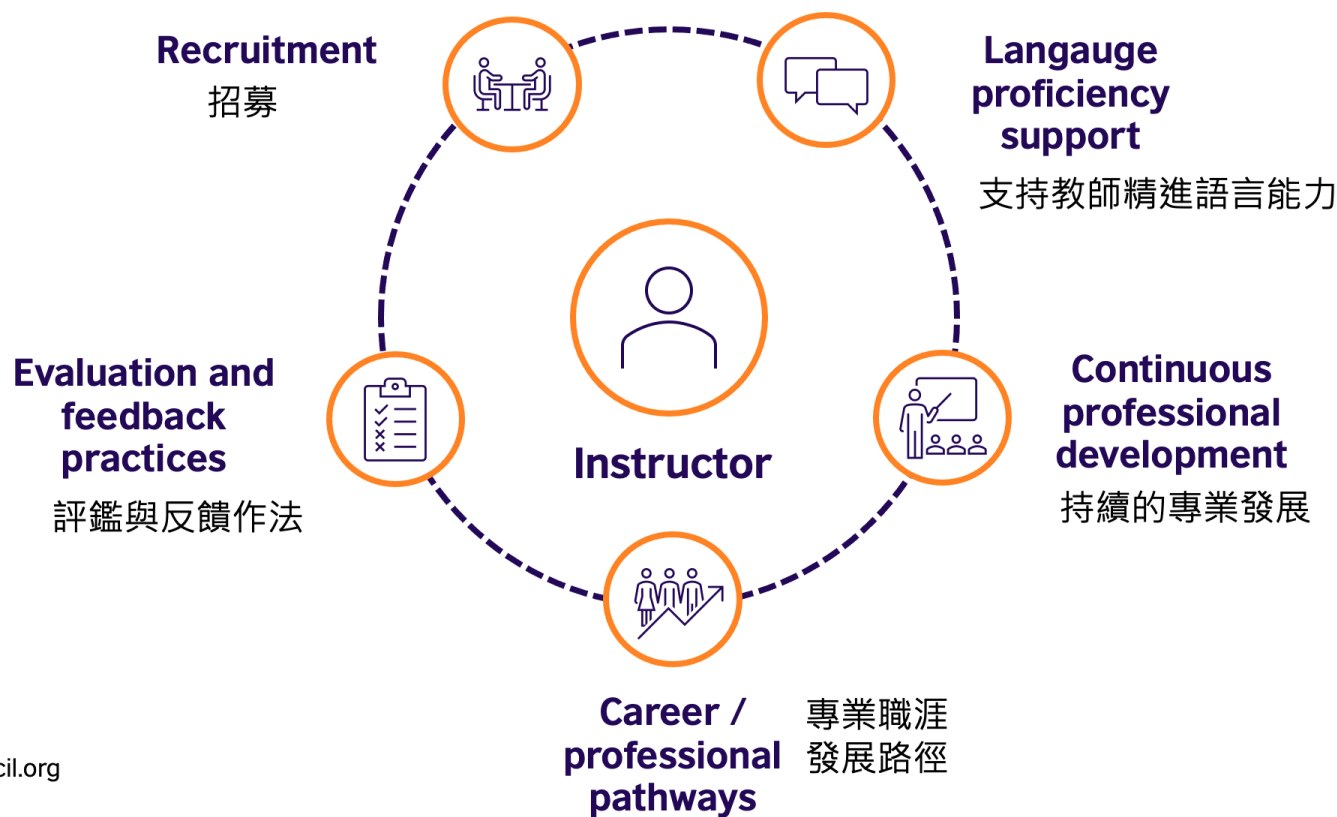 Recruitment
招募
Langauge
proficiency
support
支持教師精進語言能力
Evaluation and
feedback
practices
評鑑與反饋作法
Instructor
Continuous
professional
development
持續的專業發展
Career /
professional
pathways
專業職涯
發展路徑
cil.org